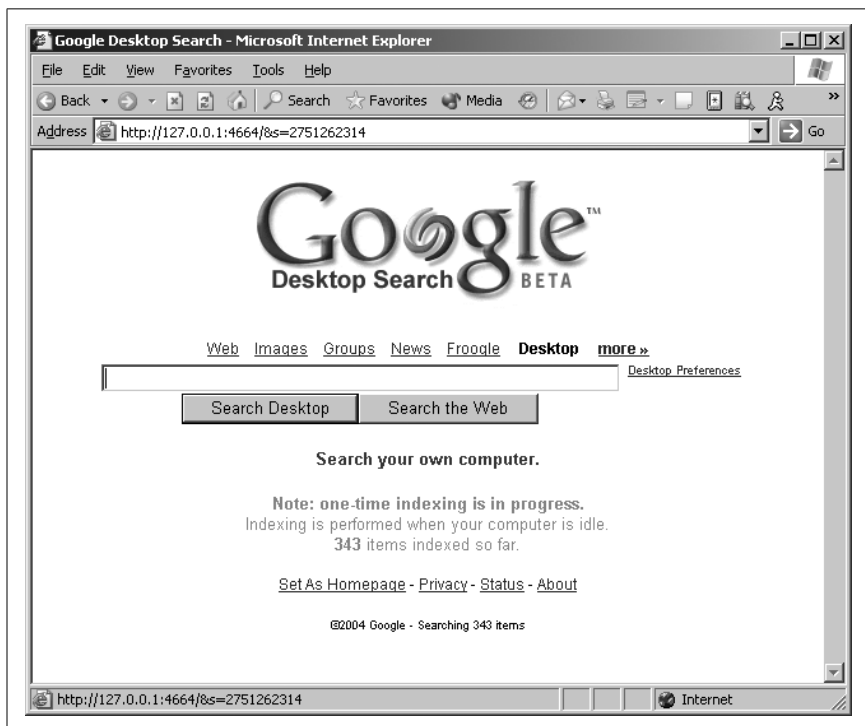 Google Desktop Search - Microsoft Internet Explorer
File Edit View Favorites Tools Help
Back Search Favorites Media »
Address http://127.0.0.1:4664/&s=2751262314 Go
Google™
Desktop Search BETA
Web Images Groups News Froogle Desktop more »
Desktop Preferences
Search Desktop Search the Web
Search your own computer.
Note: one-time indexing is in progress.
Indexing is performed when your computer is idle.
343 items indexed so far.
Set As Homepage - Privacy - Status - About
©2004 Google - Searching 343 items
http://127.0.0.1:4664/&s=2751262314 Internet